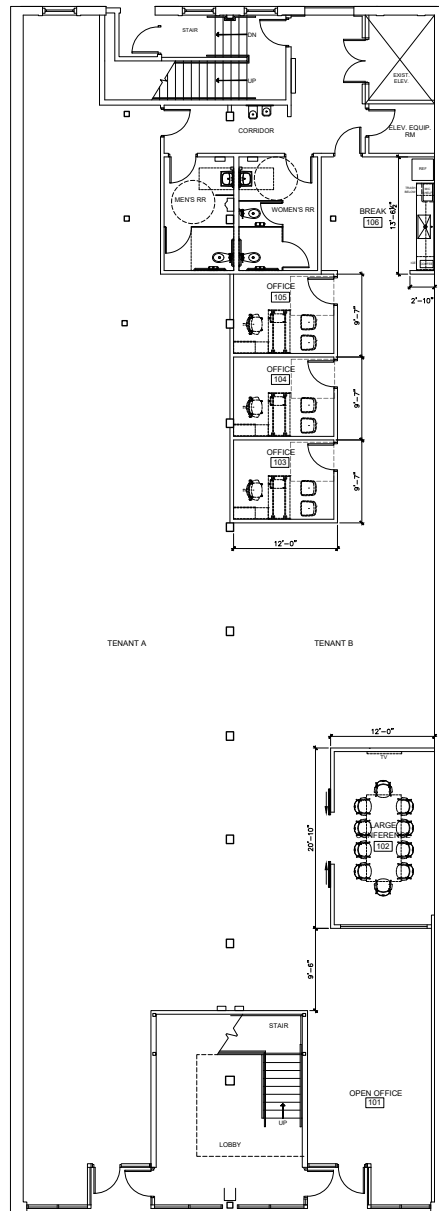 STAIR
DN
UP
EXIST
ELEV.
CORRIDOR
ELEV. EQUIP.
RM
REF
MEN'S RR
WOMEN'S RR
BREAK
106
13'-6½"
2'-10"
OFFICE
105
9'-7"
OFFICE
104
9'-7"
OFFICE
103
9'-7"
12'-0"
TENANT A
TENANT B
12'-0"
TV
20'-10"
LARGE
CONFERENCE
102
9'-6"
STAIR
UP
LOBBY
OPEN OFFICE
101